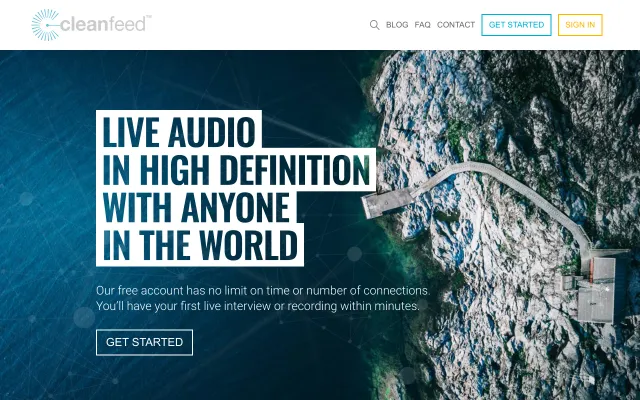 cleanfeed™
BLOG FAQ CONTACT GET STARTED SIGN IN
LIVE AUDIO
IN HIGH DEFINITION
WITH ANYONE
IN THE WORLD
Our free account has no limit on time or number of connections.
You'll have your first live interview or recording within minutes.
GET STARTED